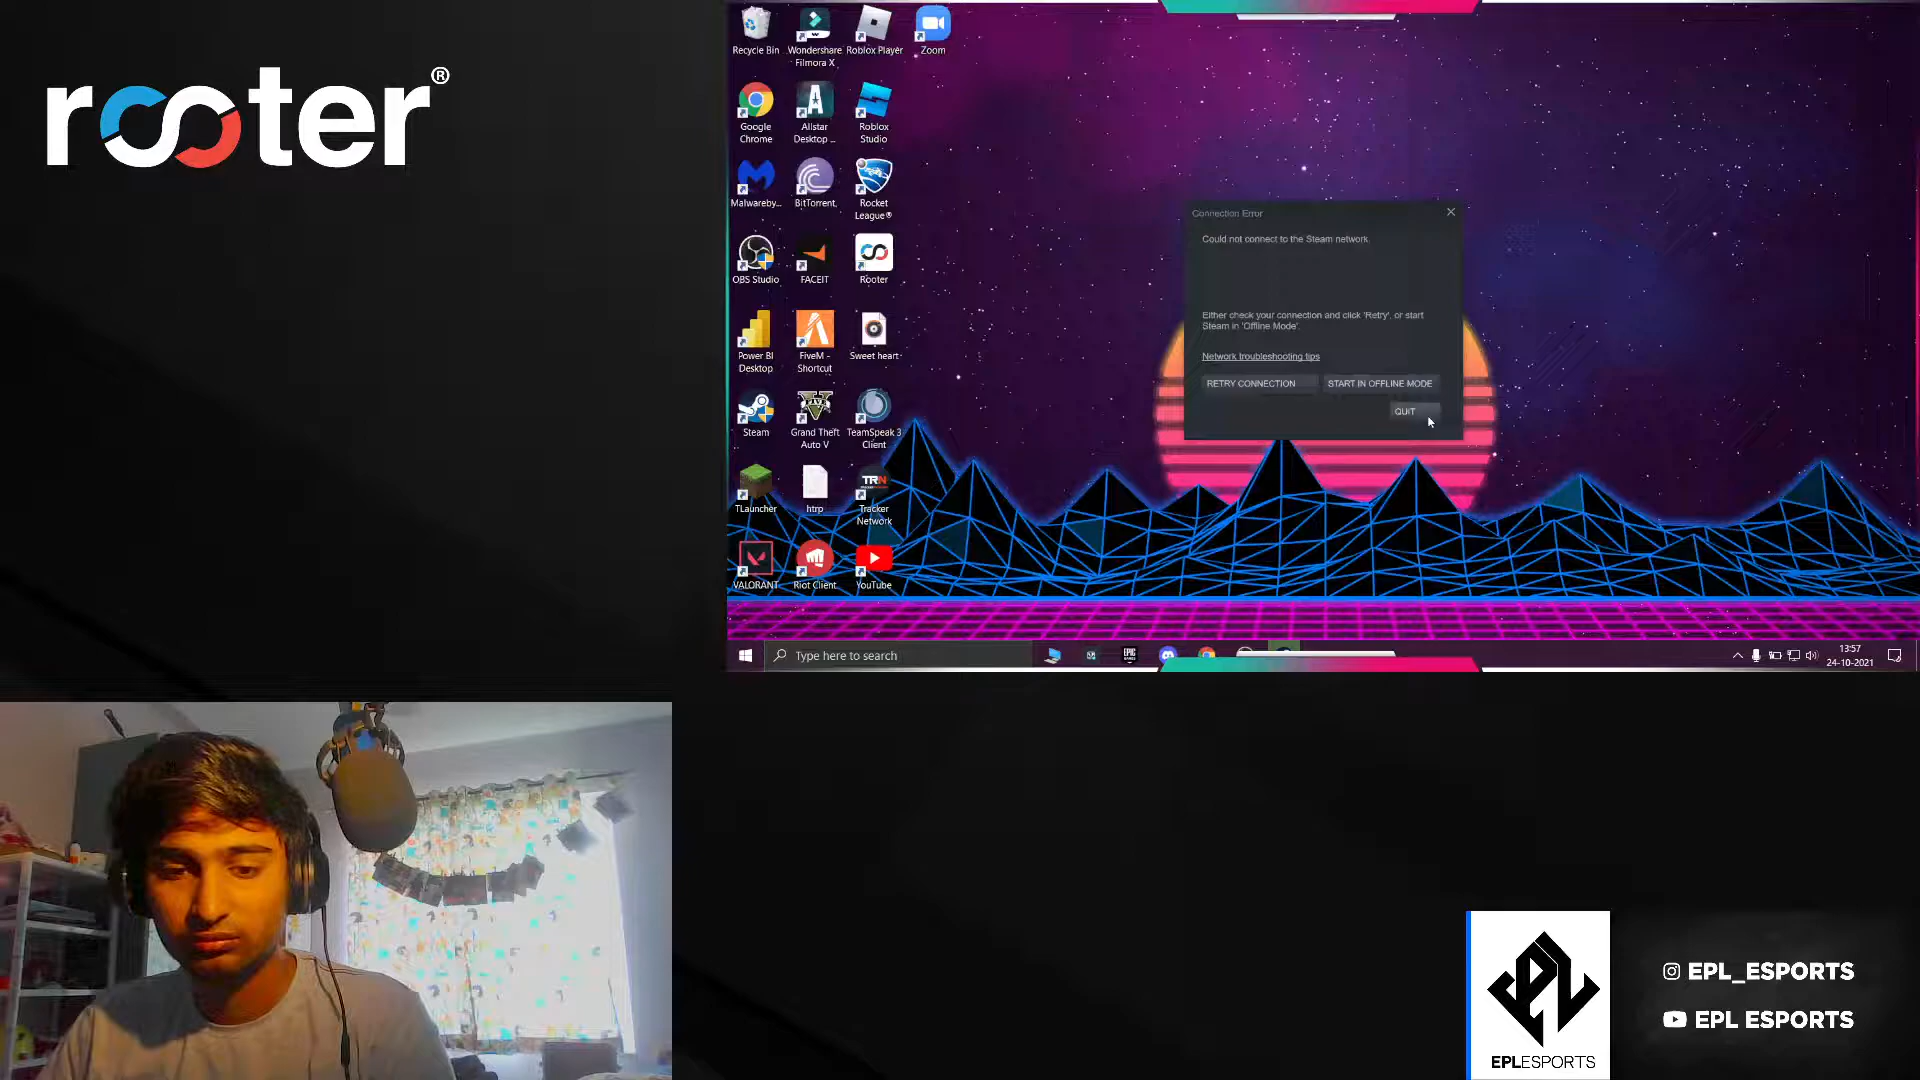 rooter®
Recycle Bin
Wondershare
Filmora X
Roblox Player
Zoom
Google
Chrome
Allstar
Desktop ...
Roblox
Studio
Malwareby...
BitTorrent
Rocket
League®
OBS Studio
FACEIT
Rooter
Power BI
Desktop
FiveM -
Shortcut
Sweet heart
Steam
Grand Theft
Auto V
TeamSpeak 3
Client
TLauncher
htrp
TRN
Tracker
Network
VALORANT
Riot Client
YouTube
Connection Error
Could not connect to the Steam network.
Either check your connection and click 'Retry', or start
Steam in 'Offline Mode'.
Network troubleshooting tips
RETRY CONNECTION
START IN OFFLINE MODE
QUIT
Type here to search
EPIC
13:57
24-10-2021
EPLESPORTS
EPL_ESPORTS
EPL ESPORTS